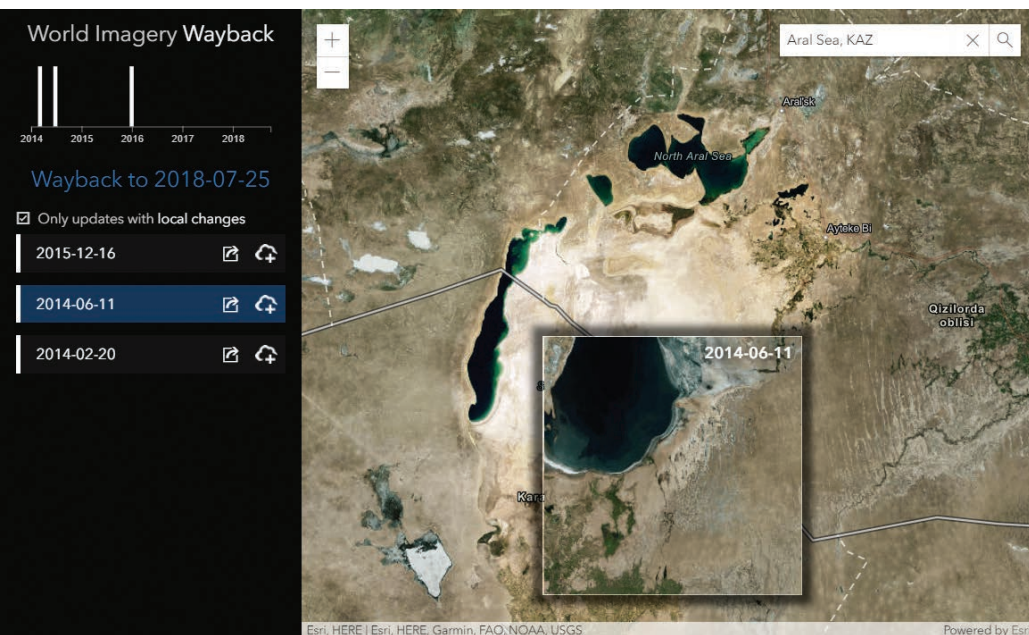 World Imagery Wayback
2014 2015 2016 2017 2018
Wayback to 2018-07-25
Only updates with local changes
2015-12-16
2014-06-11
2014-02-20
+
−
Aral Sea, KAZ
Aral'sk
North Aral Sea
Ayteke Bi
Qizilorda
oblisi
2014-06-11
Kara
Esri, HERE | Esri, HERE, Garmin, FAO, NOAA, USGS
Powered by Esri